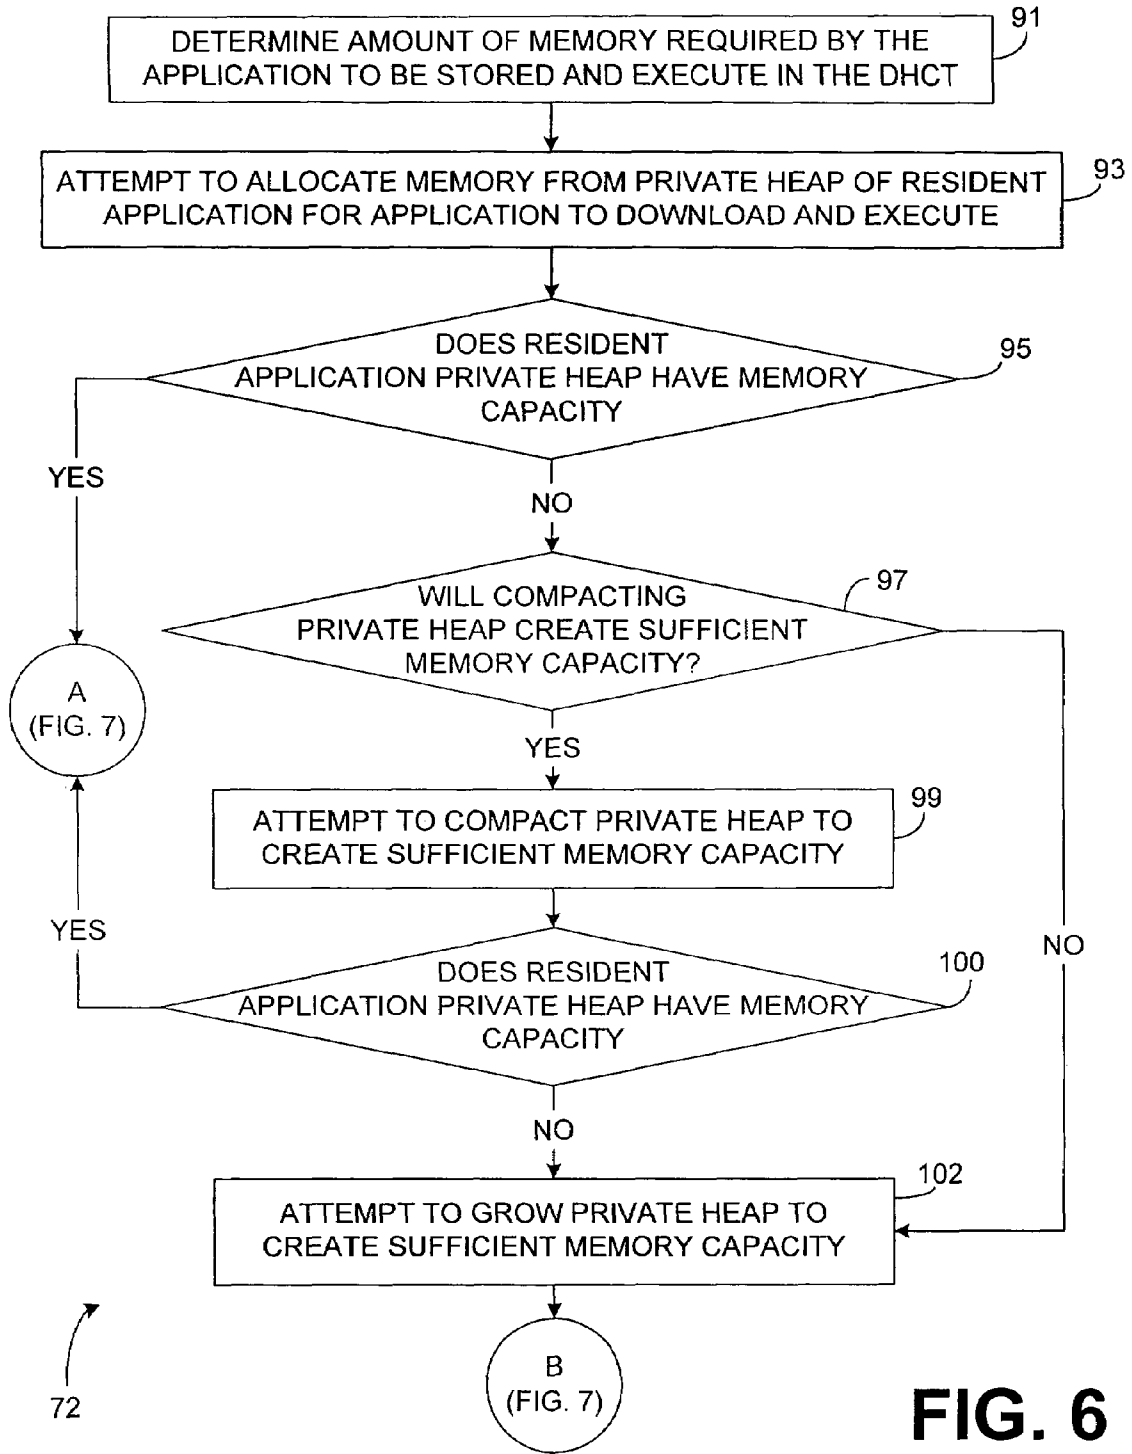 91
DETERMINE AMOUNT OF MEMORY REQUIRED BY THE
APPLICATION TO BE STORED AND EXECUTE IN THE DHCT
93
ATTEMPT TO ALLOCATE MEMORY FROM PRIVATE HEAP OF RESIDENT
APPLICATION FOR APPLICATION TO DOWNLOAD AND EXECUTE
95
DOES RESIDENT
APPLICATION PRIVATE HEAP HAVE MEMORY
CAPACITY
YES
NO
97
WILL COMPACTING
PRIVATE HEAP CREATE SUFFICIENT
MEMORY CAPACITY?
A
(FIG. 7)
YES
99
ATTEMPT TO COMPACT PRIVATE HEAP TO
CREATE SUFFICIENT MEMORY CAPACITY
YES
NO
100
DOES RESIDENT
APPLICATION PRIVATE HEAP HAVE MEMORY
CAPACITY
NO
102
ATTEMPT TO GROW PRIVATE HEAP TO
CREATE SUFFICIENT MEMORY CAPACITY
B
(FIG. 7)
72
FIG. 6